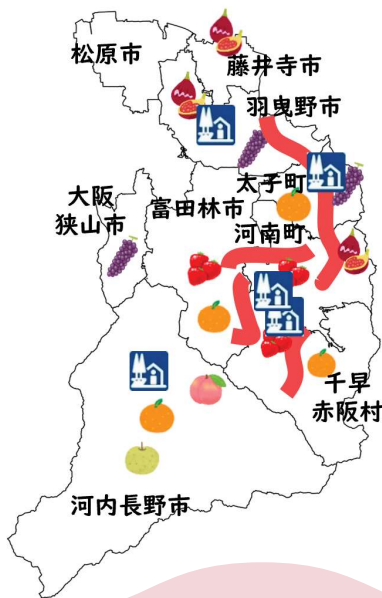 松原市
藤井寺市
羽曳野市
太子町
大阪
狭山市
富田林市
河南町
千早
赤阪村
河内長野市